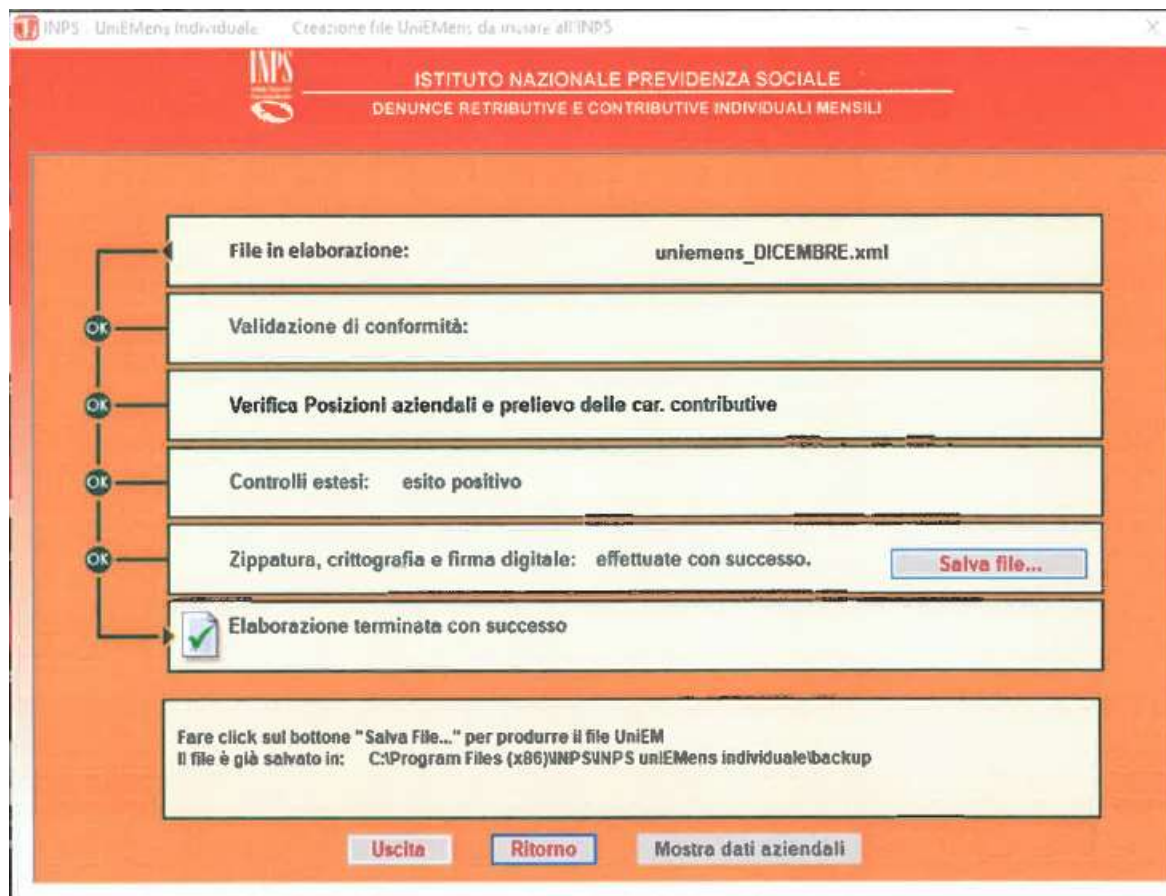 INPS - UniEMens Individuale Creazione file UniEMens da inviare all'INPS
INPS
ISTITUTO NAZIONALE PREVIDENZA SOCIALE
DENUNCE RETRIBUTIVE E CONTRIBUTIVE INDIVIDUALI MENSILI
File in elaborazione: uniemens_DICEMBRE.xml
Validazione di conformità:
OK
Verifica Posizioni aziendali e prelievo delle car. contributive
OK
Controlli estesi: esito positivo
OK
Zippatura, crittografia e firma digitale: effettuate con successo. Salva file...
OK
Elaborazione terminata con successo
Fare click sul bottone "Salva File..." per produrre il file UniEM
Il file è già salvato in: C:\Program Files (x86)\INPS\INPS uniEMens individuale\backup
Uscita Ritorno Mostra dati aziendali